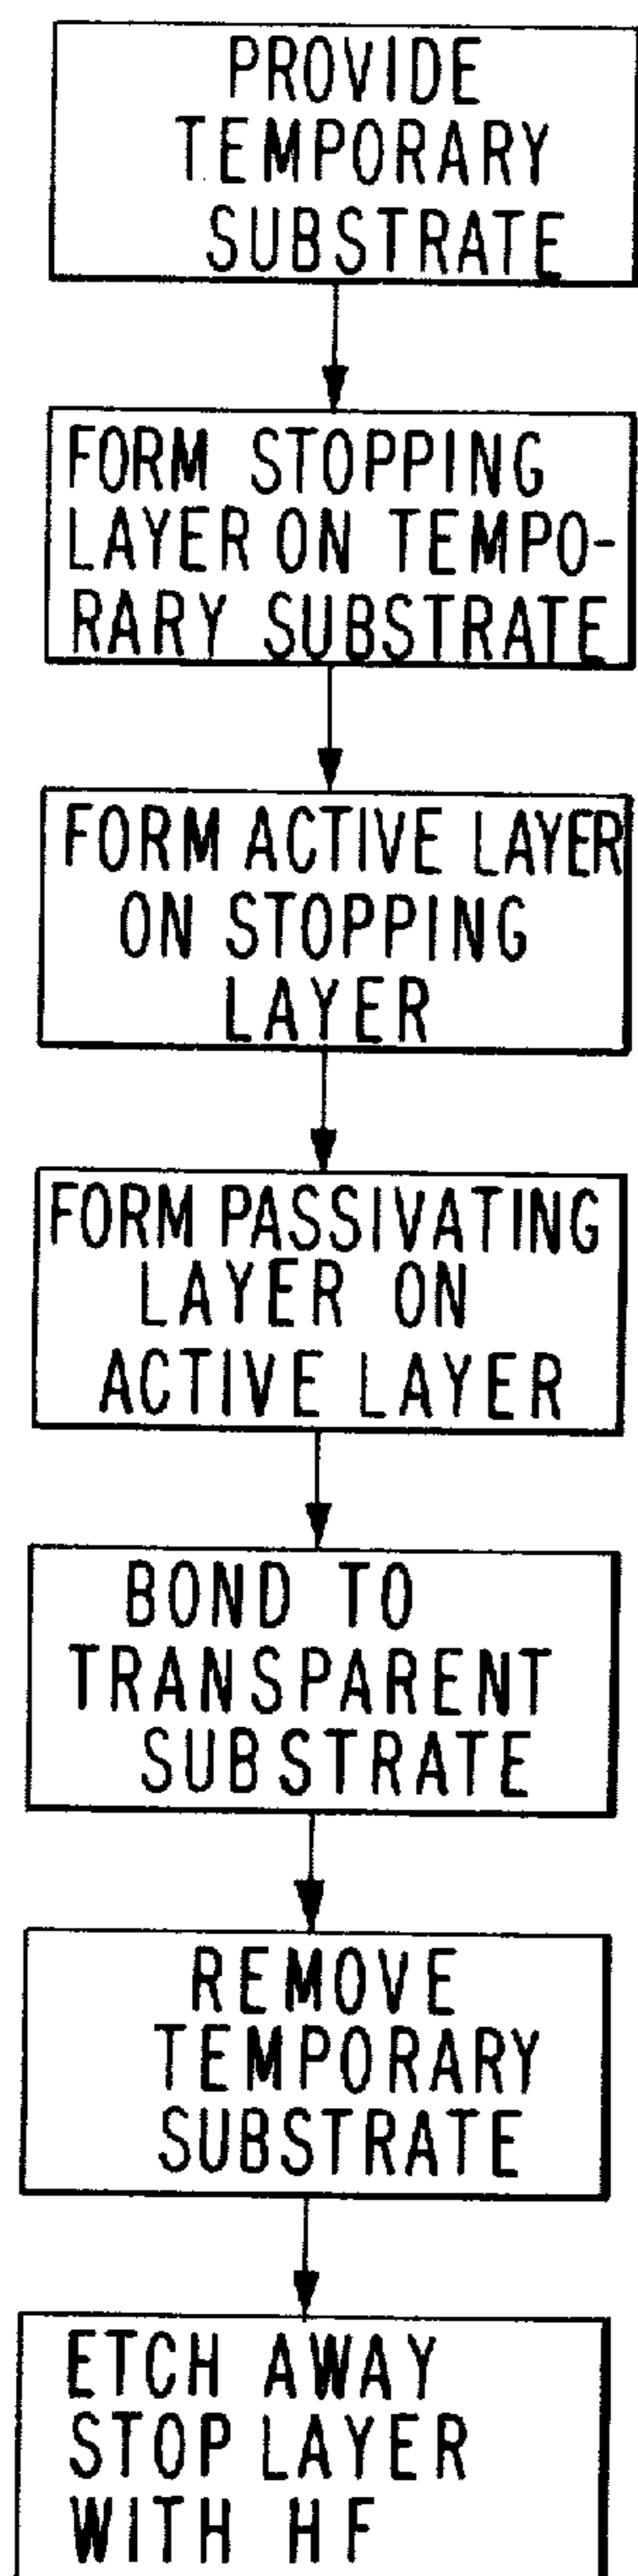 PROVIDE
TEMPORARY
SUBSTRATE
FORM STOPPING
LAYER ON TEMPO-
RARY SUBSTRATE
FORM ACTIVE LAYER
ON STOPPING
LAYER
FORM PASSIVATING
LAYER ON
ACTIVE LAYER
BOND TO
TRANSPARENT
SUBSTRATE
REMOVE
TEMPORARY
SUBSTRATE
ETCH AWAY
STOP LAYER
WITH HF